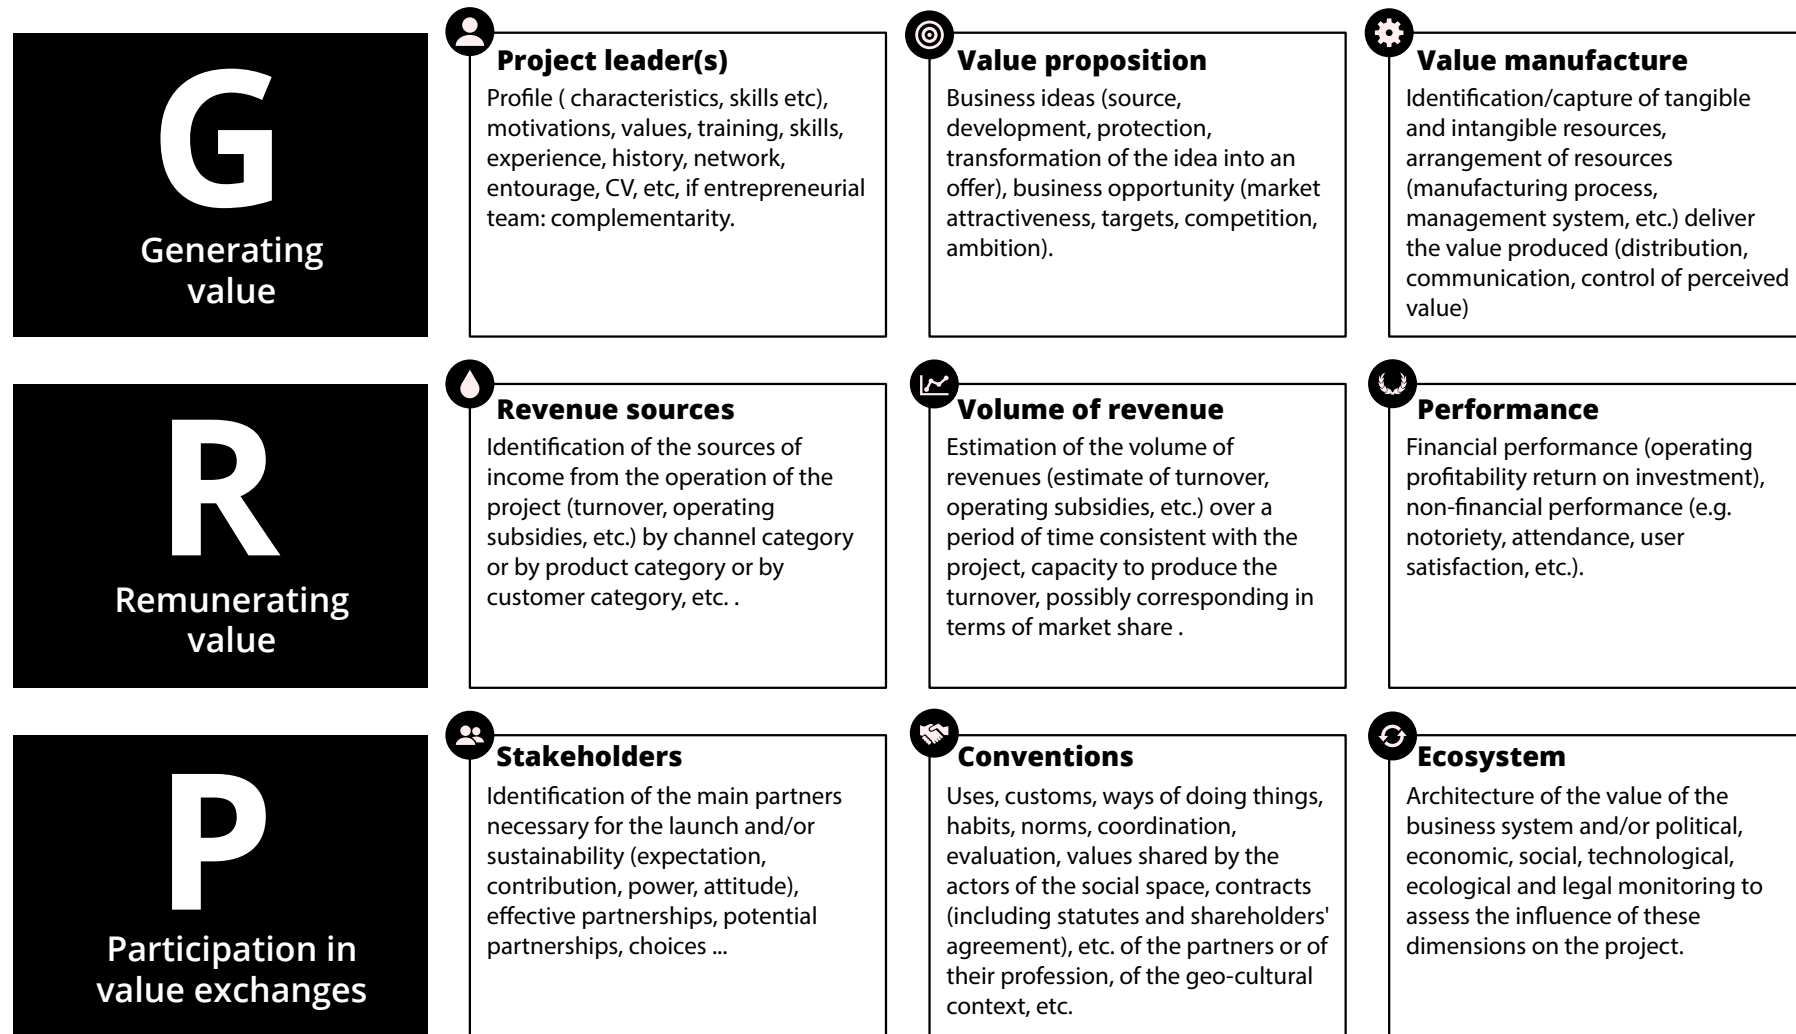 G
Generating
value
Project leader(s)
Profile ( characteristics, skills etc),
motivations, values, training, skills,
experience, history, network,
entourage, CV, etc, if entrepreneurial
team: complementarity.
Value proposition
Business ideas (source,
development, protection,
transformation of the idea into an
offer), business opportunity (market
attractiveness, targets, competition,
ambition).
Value manufacture
Identification/capture of tangible
and intangible resources,
arrangement of resources
(manufacturing process,
management system, etc.) deliver
the value produced (distribution,
communication, control of perceived
value)
R
Remunerating
value
Revenue sources
Identification of the sources of
income from the operation of the
project (turnover, operating
subsidies, etc.) by channel category
or by product category or by
customer category, etc. .
Volume of revenue
Estimation of the volume of
revenues (estimate of turnover,
operating subsidies, etc.) over a
period of time consistent with the
project, capacity to produce the
turnover, possibly corresponding in
terms of market share .
Performance
Financial performance (operating
profitability return on investment),
non-financial performance (e.g.
notoriety, attendance, user
satisfaction, etc.).
P
Participation in
value exchanges
Stakeholders
Identification of the main partners
necessary for the launch and/or
sustainability (expectation,
contribution, power, attitude),
effective partnerships, potential
partnerships, choices ...
Conventions
Uses, customs, ways of doing things,
habits, norms, coordination,
evaluation, values shared by the
actors of the social space, contracts
(including statutes and shareholders'
agreement), etc. of the partners or of
their profession, of the geo-cultural
context, etc.
Ecosystem
Architecture of the value of the
business system and/or political,
economic, social, technological,
ecological and legal monitoring to
assess the influence of these
dimensions on the project.